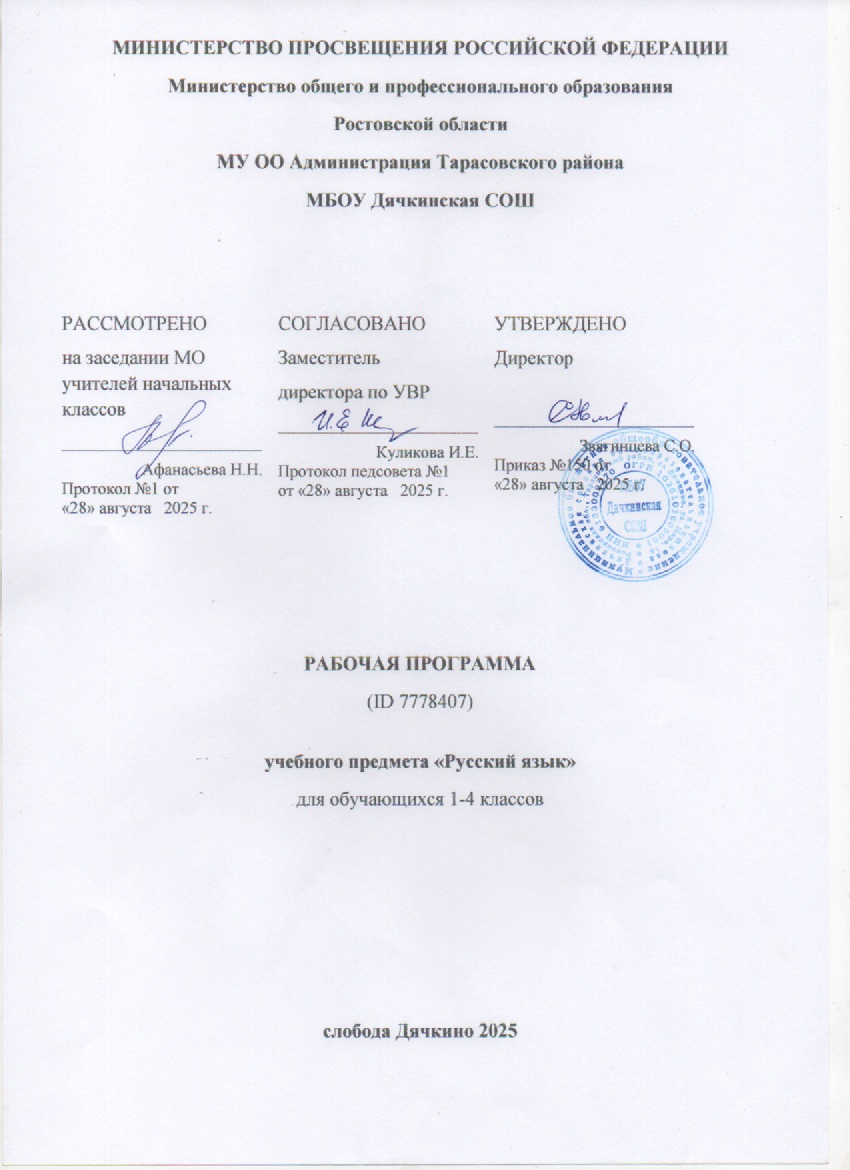 МИНИСТЕРСТВО ПРОСВЕЩЕНИЯ РОССИЙСКОЙ ФЕДЕРАЦИИ
Министерство общего и профессионального образования
Ростовской области
МУ ОО Администрация Тарасовского района
МБОУ Дячкинская СОШ
РАССМОТРЕНО
на заседании МО
учителей начальных
классов
Афанасьева Н.Н.
Протокол №1 от
«28» августа 2025 г.
СОГЛАСОВАНО
Заместитель
директора по УВР
Куликова И.Е.
Протокол педсовета №1
от «28» августа 2025 г.
УТВЕРЖДЕНО
Директор
Звягинцева С.О.
Приказ
«28» августа 2025 г.
Дячкинская
СОШ
РАБОЧАЯ ПРОГРАММА
(ID 7778407)
учебного предмета «Русский язык»
для обучающихся 1-4 классов
слобода Дячкино 2025